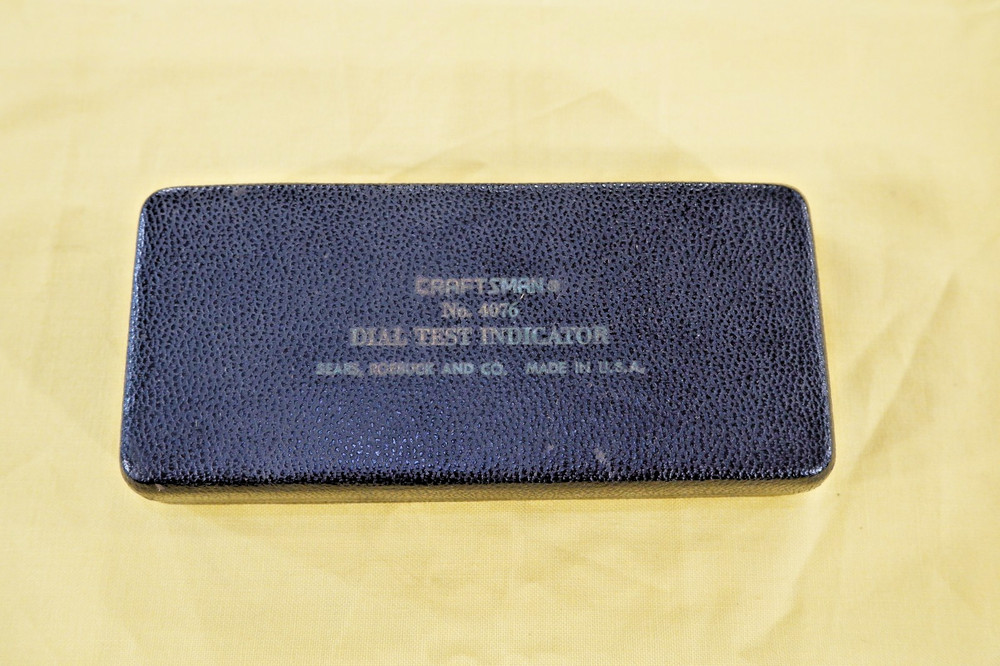 CRAFTSMAN®
No. 4076
DIAL TEST INDICATOR
SEARS, ROEBUCK AND CO. MADE IN U.S.A.